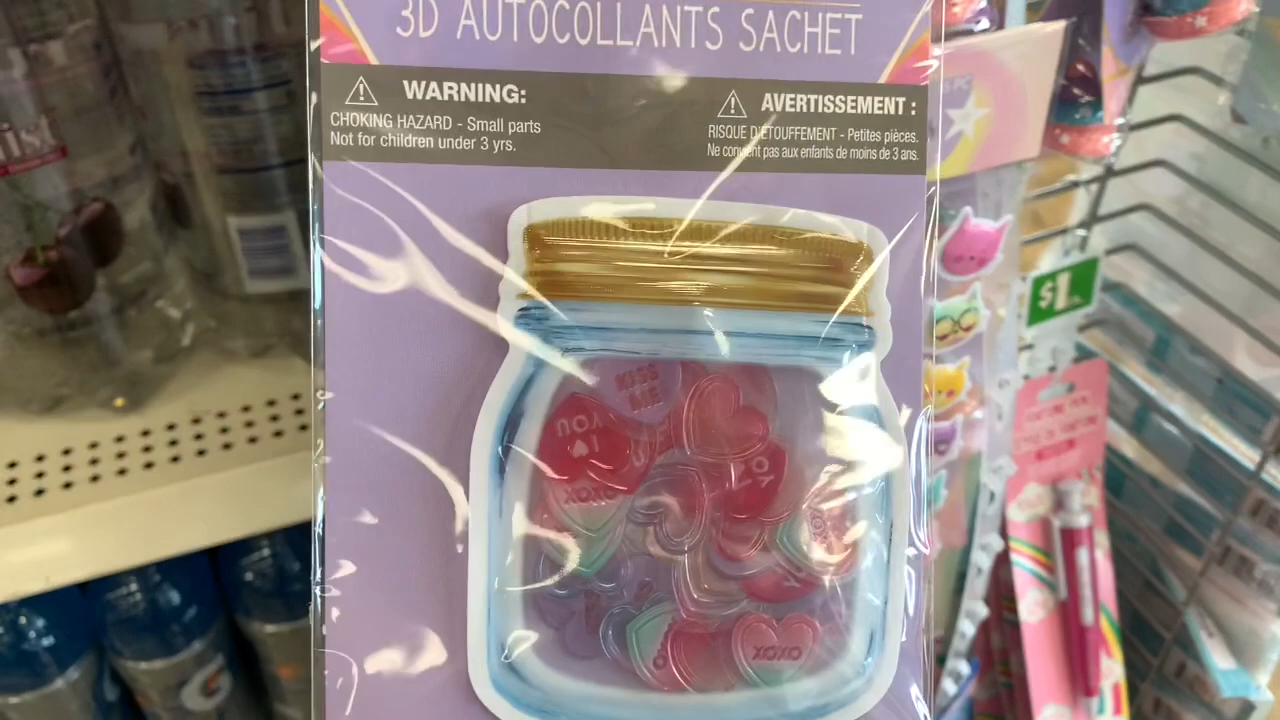 3D AUTOCOLLANTS SACHET
WARNING:
CHOKING HAZARD - Small parts
Not for children under 3 yrs.
AVERTISSEMENT :
RISQUE D'ÉTOUFFEMENT - Petites pièces.
Ne convient pas aux enfants de moins de 3 ans.
KISS
ME
I
YOU
XOXO
XOXO
$1
G